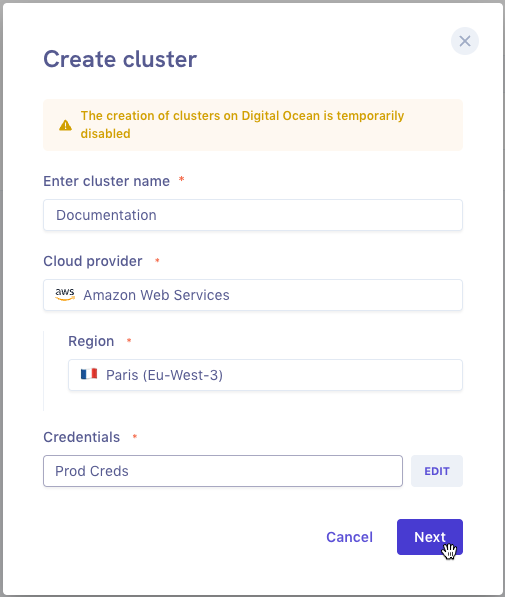 Create cluster
The creation of clusters on Digital Ocean is temporarily
disabled
Enter cluster name *
Documentation
Cloud provider *
aws Amazon Web Services
Region *
Paris (Eu-West-3)
Credentials *
Prod Creds
EDIT
Cancel
Next